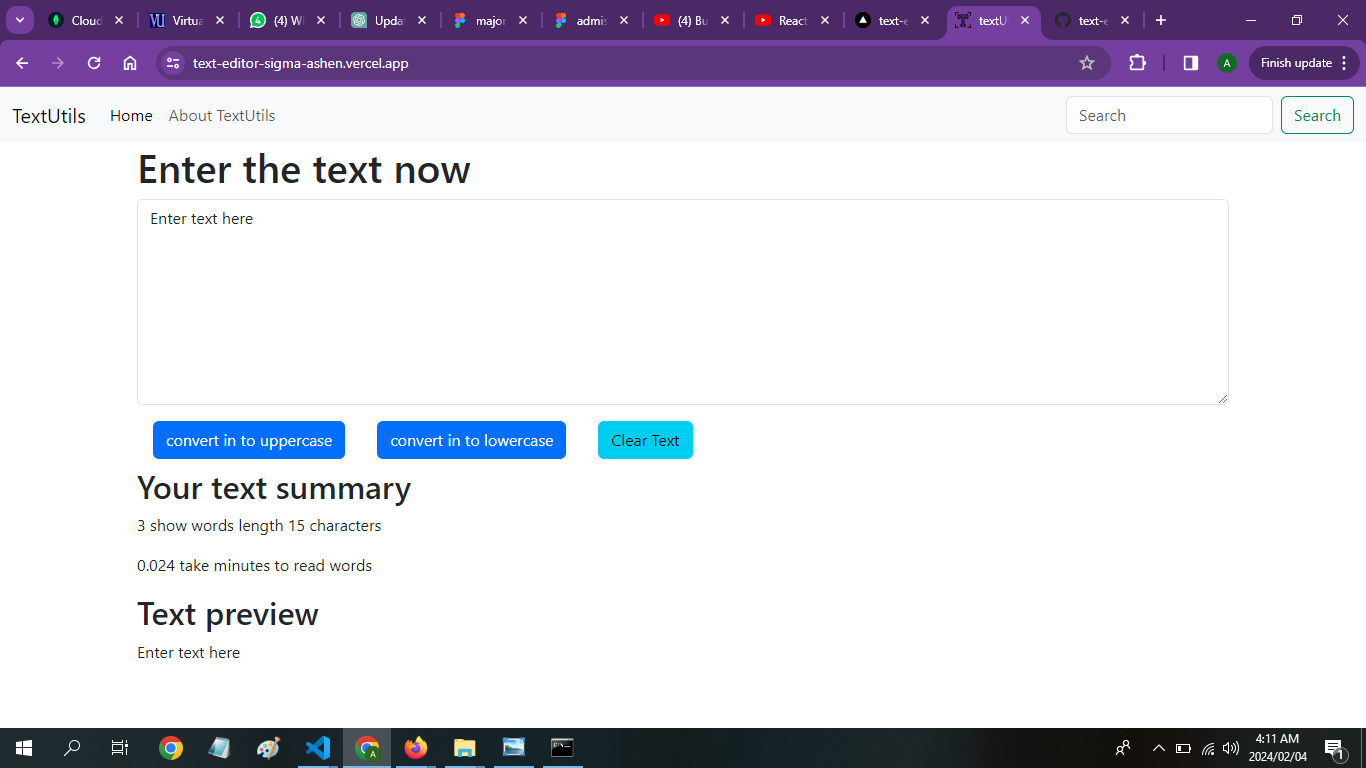 Cloud
Virtua
(4) W
Updat
major
admis
(4) Bu
React
text-e
textU
text-e
text-editor-sigma-ashen.vercel.app
A
Finish update
TextUtils
Home
About TextUtils
Search
Search
Enter the text now
Enter text here
convert in to uppercase
convert in to lowercase
Clear Text
Your text summary
3 show words length 15 characters
0.024 take minutes to read words
Text preview
Enter text here
4:11 AM
2024/02/04
1